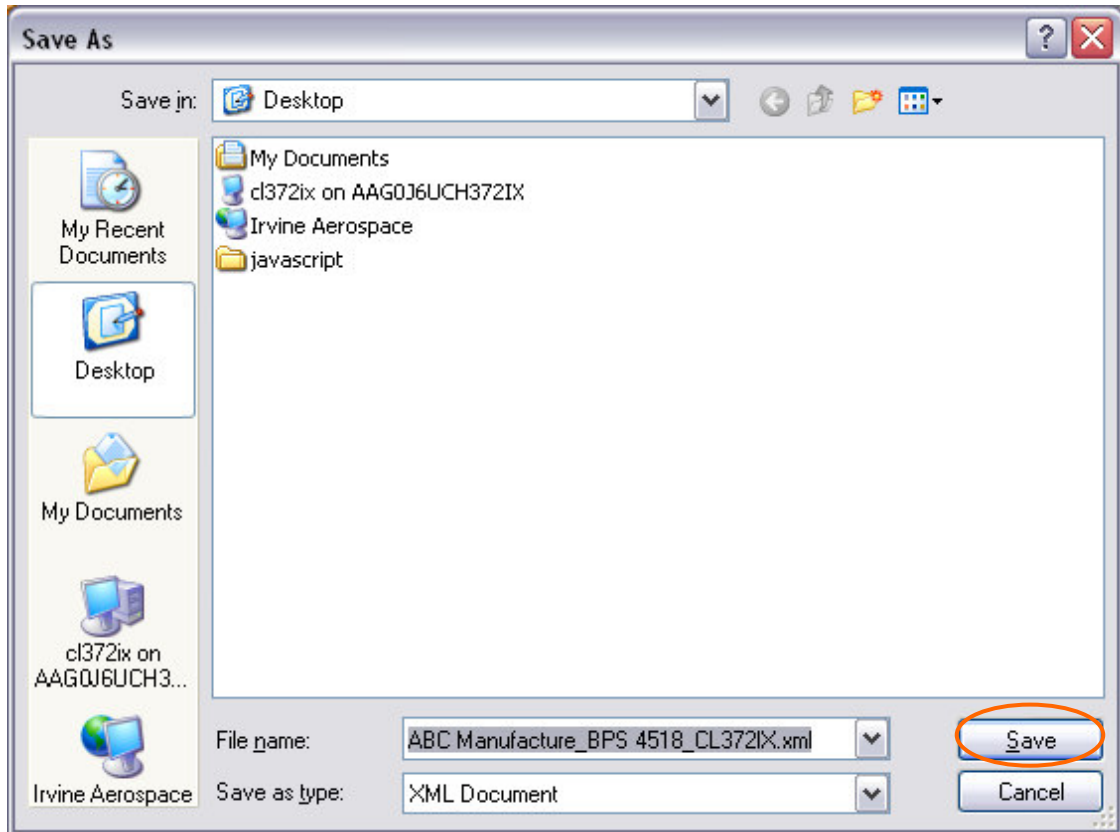 Save As
Save in:
Desktop
My Documents
cl372ix on AAG0J6UCH372IX
Irvine Aerospace
javascript
My Recent
Documents
Desktop
My Documents
cl372ix on
AAG0J6UCH3...
Irvine Aerospace
File name:
ABC Manufacture_BPS 4518_CL372IX.xml
Save
Save as type:
XML Document
Cancel